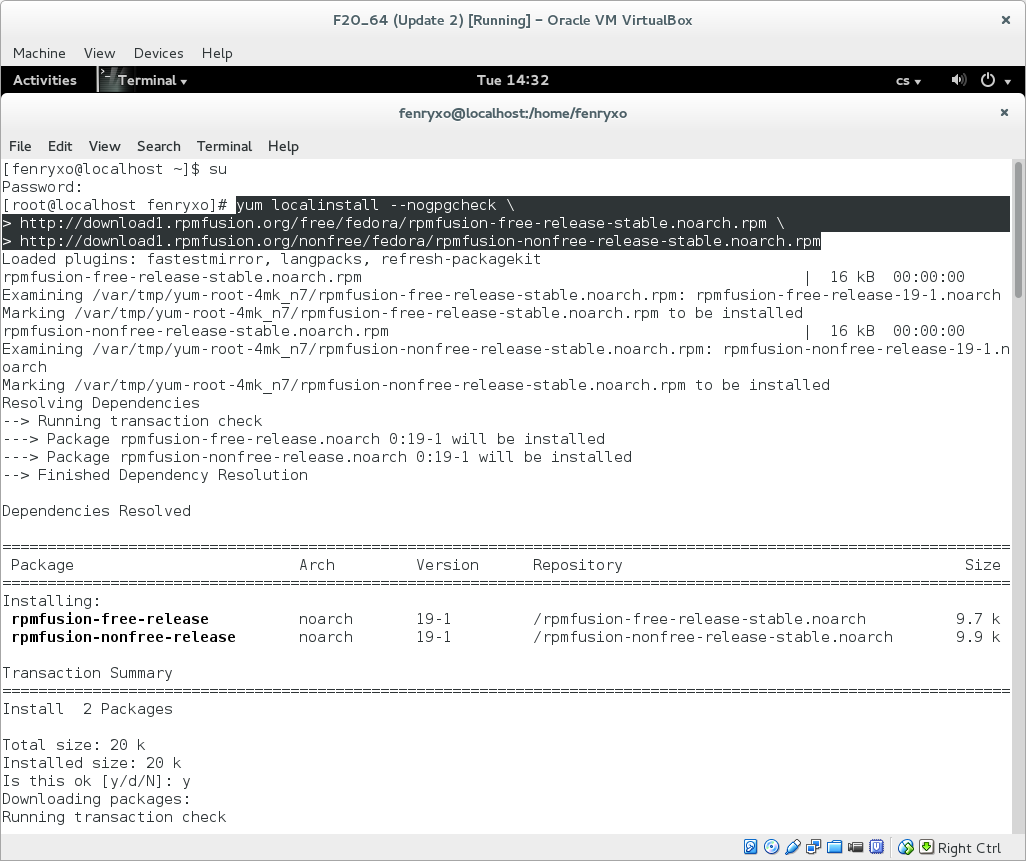 F20_64 (Update 2) [Running] – Oracle VM VirtualBox
Machine View Devices Help
Activities Terminal Tue 14:32 cs
fenryxo@localhost:/home/fenryxo
File Edit View Search Terminal Help
[fenryxo@localhost ~]$ su
Password:
[root@localhost fenryxo]# yum localinstall --nogpgcheck \
> http://download1.rpmfusion.org/free/fedora/rpmfusion-free-release-stable.noarch.rpm \
> http://download1.rpmfusion.org/nonfree/fedora/rpmfusion-nonfree-release-stable.noarch.rpm
Loaded plugins: fastestmirror, langpacks, refresh-packagekit
rpmfusion-free-release-stable.noarch.rpm | 16 kB 00:00:00
Examining /var/tmp/yum-root-4mk_n7/rpmfusion-free-release-stable.noarch.rpm: rpmfusion-free-release-19-1.noarch
Marking /var/tmp/yum-root-4mk_n7/rpmfusion-free-release-stable.noarch.rpm to be installed
rpmfusion-nonfree-release-stable.noarch.rpm | 16 kB 00:00:00
Examining /var/tmp/yum-root-4mk_n7/rpmfusion-nonfree-release-stable.noarch.rpm: rpmfusion-nonfree-release-19-1.n
oarch
Marking /var/tmp/yum-root-4mk_n7/rpmfusion-nonfree-release-stable.noarch.rpm to be installed
Resolving Dependencies
--> Running transaction check
---> Package rpmfusion-free-release.noarch 0:19-1 will be installed
---> Package rpmfusion-nonfree-release.noarch 0:19-1 will be installed
--> Finished Dependency Resolution
Dependencies Resolved
================================================================================================================
Package Arch Version Repository Size
================================================================================================================
Installing:
rpmfusion-free-release noarch 19-1 /rpmfusion-free-release-stable.noarch 9.7 k
rpmfusion-nonfree-release noarch 19-1 /rpmfusion-nonfree-release-stable.noarch 9.9 k
Transaction Summary
================================================================================================================
Install 2 Packages
Total size: 20 k
Installed size: 20 k
Is this ok [y/d/N]: y
Downloading packages:
Running transaction check
Right Ctrl